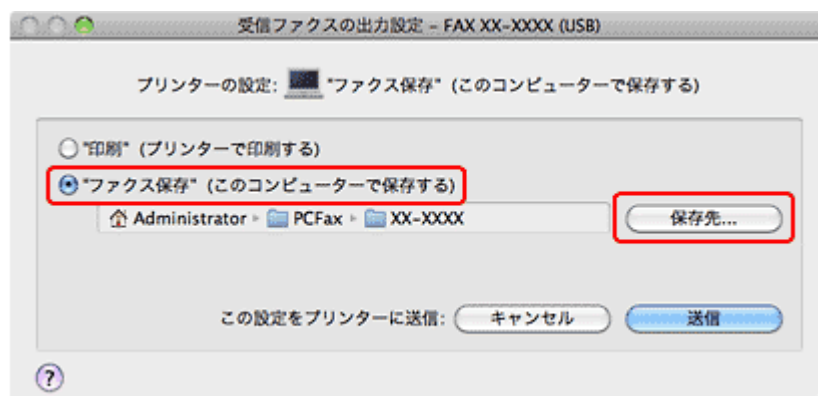 受信ファクスの出力設定 – FAX XX-XXXX (USB)
プリンターの設定: "ファクス保存" (このコンピューターで保存する)
"印刷" (プリンターで印刷する)
"ファクス保存" (このコンピューターで保存する)
Administrator ▸ PCFax ▸ XX-XXXX 保存先...
この設定をプリンターに送信: キャンセル 送信
?